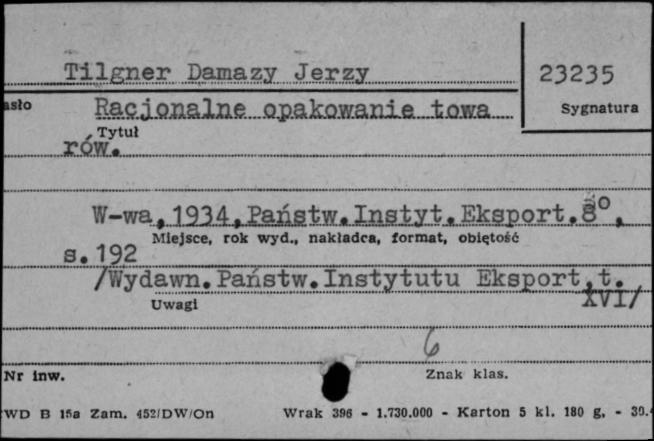 Tilgner Damazy Jerzy 23235
asło Racjonalne opakowanie towa Sygnatura
Tytuł
rów.
W-wa,1934,Państw.Instyt.Eksport.8°,
Miejsce, rok wyd., nakładca, format, objętość
s.192
/Wydawn.Państw.Instytutu Eksport,t.
Uwagi XVI/
6
Nr inw. Znak klas.
WD B 15a Zam. 452/DW/On Wrak 396 - 1.730.000 - Karton 5 kl. 180 g, - 30.